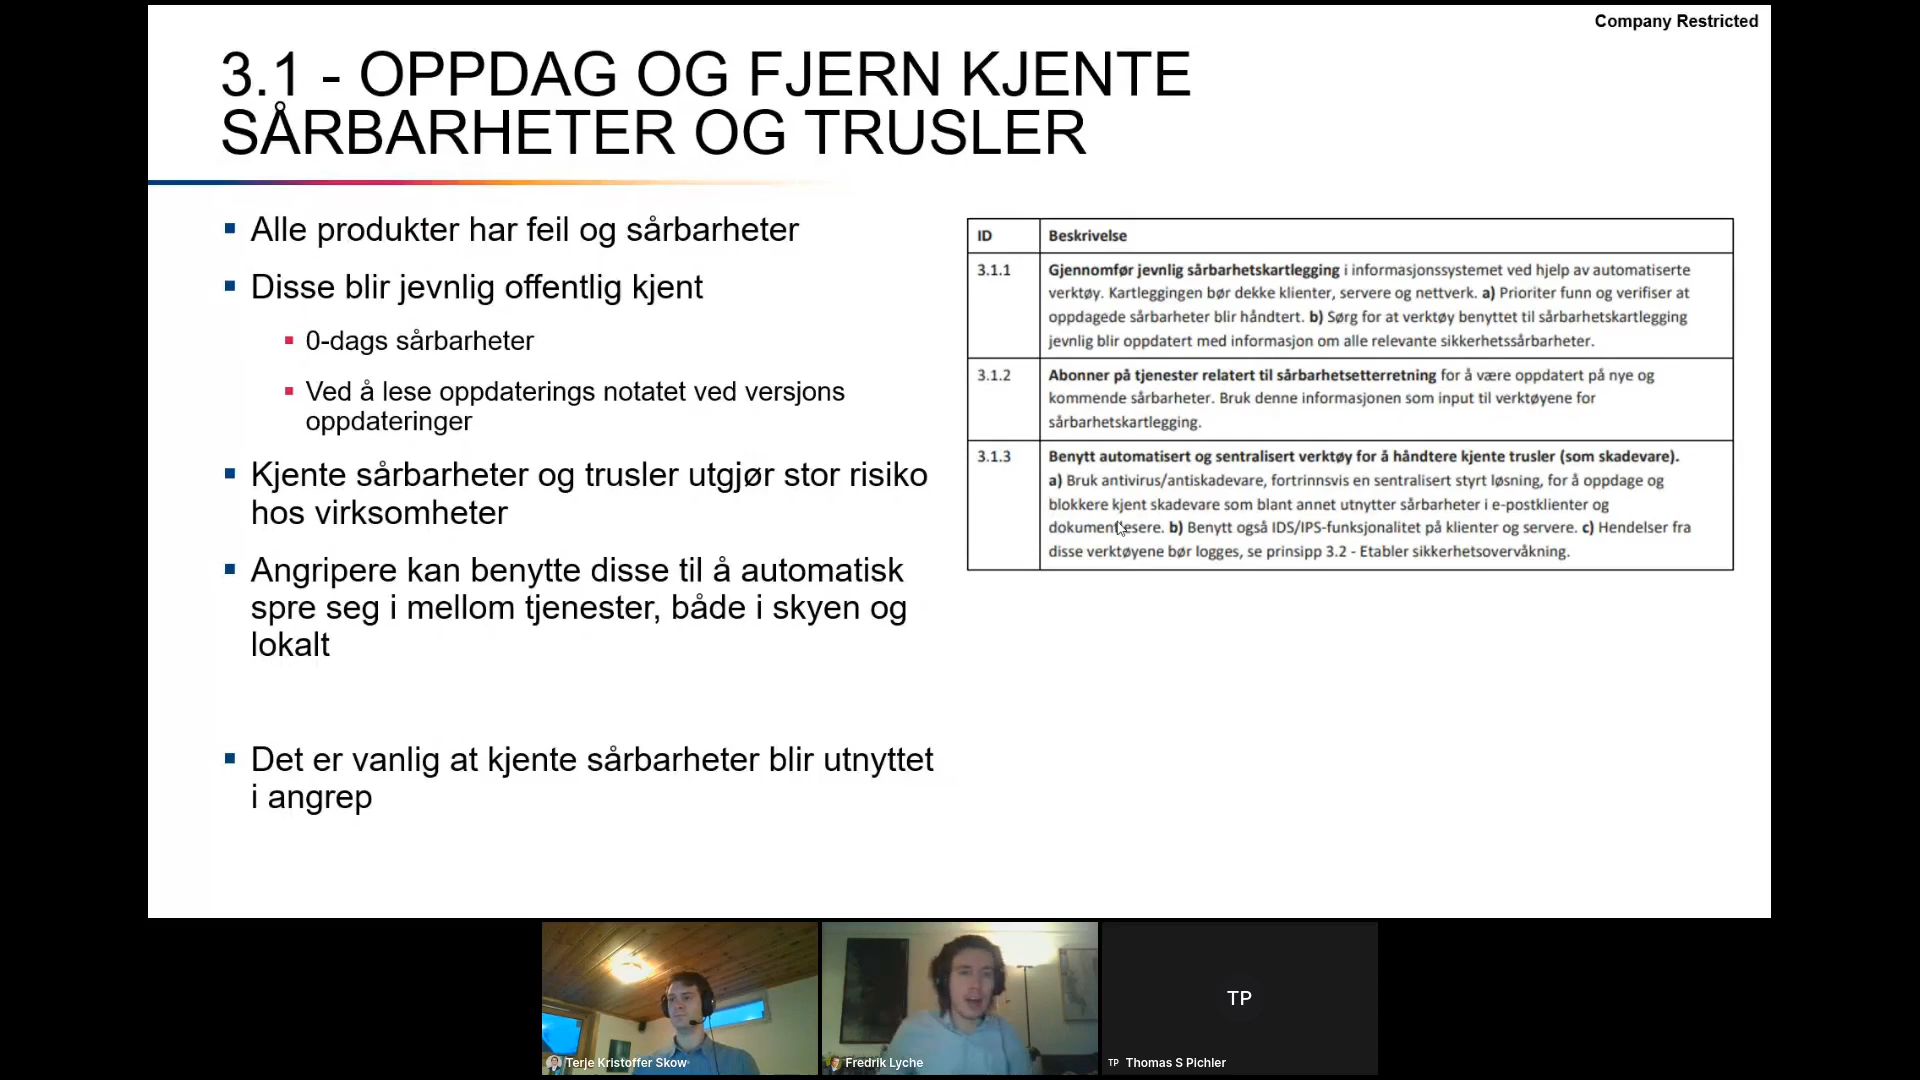 Company Restricted
3.1 - OPPDAG OG FJERN KJENTE
SÅRBARHETER OG TRUSLER
Alle produkter har feil og sårbarheter
Disse blir jevnlig offentlig kjent
0-dags sårbarheter
Ved å lese oppdaterings notatet ved versjons
oppdateringer
Kjente sårbarheter og trusler utgjør stor risiko
hos virksomheter
Angripere kan benytte disse til å automatisk
spre seg i mellom tjenester, både i skyen og
lokalt
Det er vanlig at kjente sårbarheter blir utnyttet
i angrep
ID Beskrivelse
3.1.1 Gjennomfør jevnlig sårbarhetskartlegging i informasjonssystemet ved hjelp av automatiserte
verktøy. Kartleggingen bør dekke klienter, servere og nettverk. a) Prioriter funn og verifiser at
oppdagede sårbarheter blir håndtert. b) Sørg for at verktøy benyttet til sårbarhetskartlegging
jevnlig blir oppdatert med informasjon om alle relevante sikkerhetssårbarheter.
3.1.2 Abonner på tjenester relatert til sårbarhetsetterretning for å være oppdatert på nye og
kommende sårbarheter. Bruk denne informasjonen som input til verktøyene for
sårbarhetskartlegging.
3.1.3 Benytt automatisert og sentralisert verktøy for å håndtere kjente trusler (som skadevare).
a) Bruk antivirus/antiskadevare, fortrinnsvis en sentralisert styrt løsning, for å oppdage og
blokkere kjent skadevare som blant annet utnytter sårbarheter i e-postklienter og
dokumentlesere. b) Benytt også IDS/IPS-funksjonalitet på klienter og servere. c) Hendelser fra
disse verktøyene bør logges, se prinsipp 3.2 - Etabler sikkerhetsovervåkning.
TP
Terje Kristoffer Skow
Fredrik Lyche
TP Thomas S Pichler